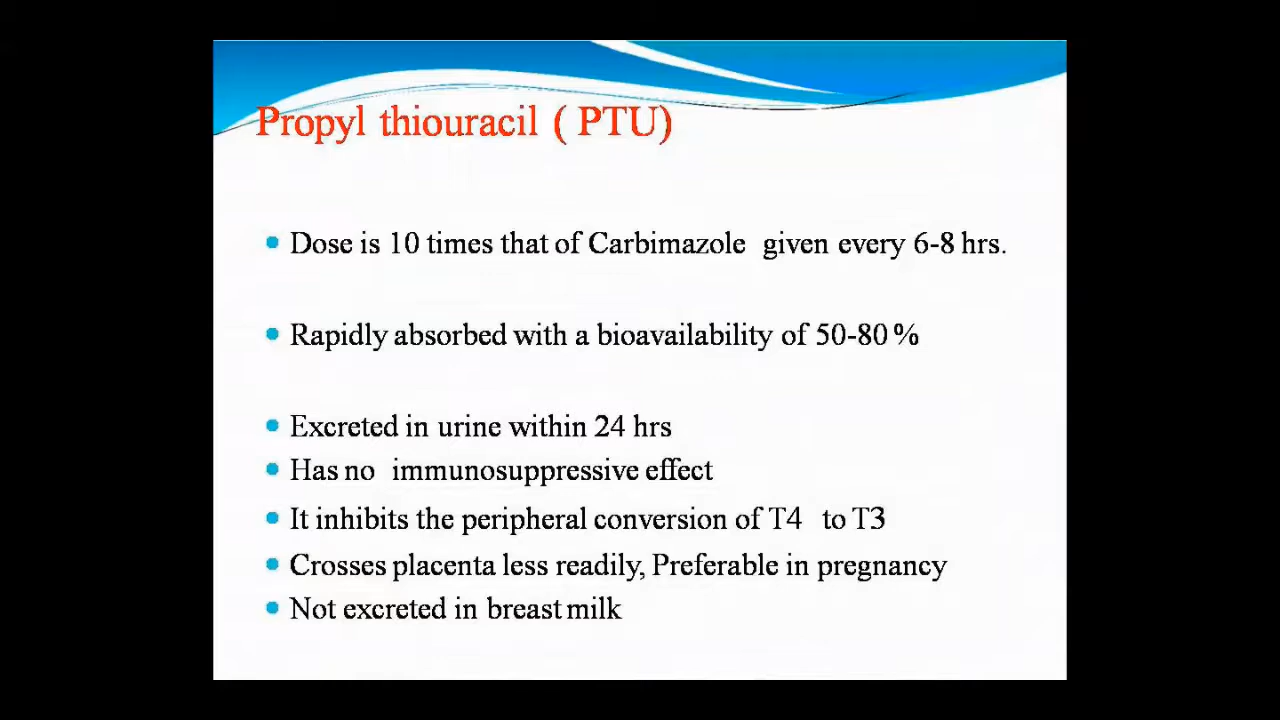 Propyl thiouracil ( PTU)
Dose is 10 times that of Carbimazole given every 6-8 hrs.
Rapidly absorbed with a bioavailability of 50-80 %
Excreted in urine within 24 hrs
Has no immunosuppressive effect
It inhibits the peripheral conversion of T4 to T3
Crosses placenta less readily, Preferable in pregnancy
Not excreted in breast milk